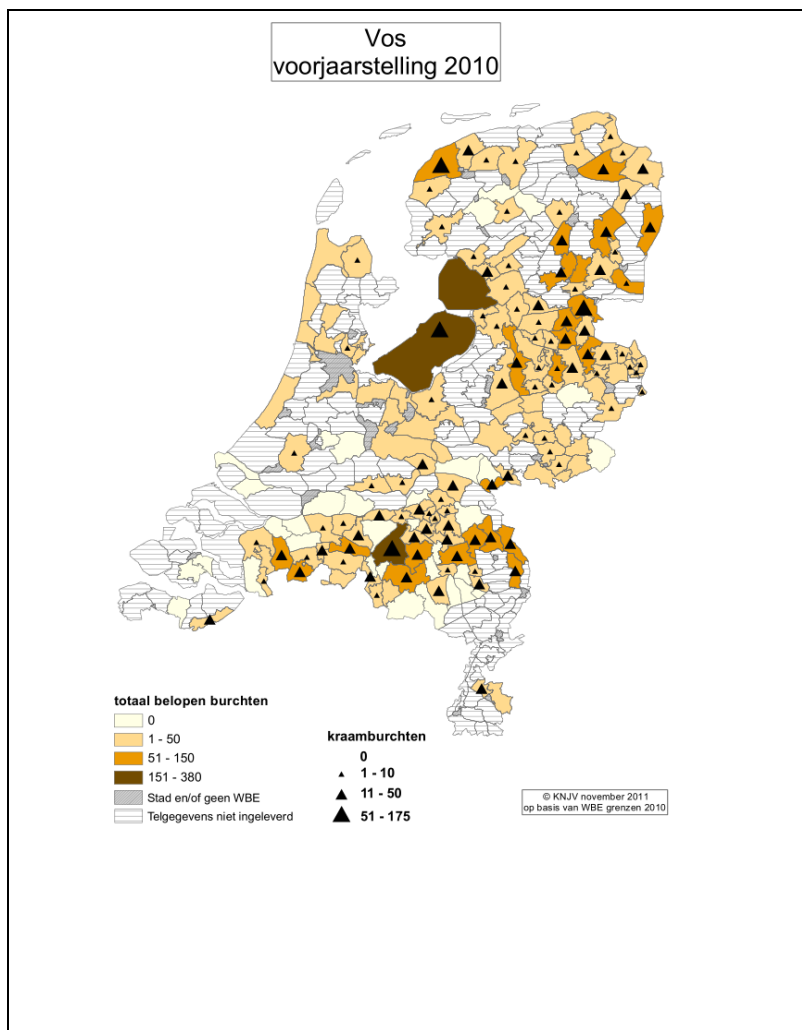 Vos
voorjaarstelling 2010
totaal belopen burchten
0
1 - 50
51 - 150
151 - 380
Stad en/of geen WBE
Telgegevens niet ingeleverd
kraamburchten
0
1 - 10
11 - 50
51 - 175
© KNJV november 2011
op basis van WBE grenzen 2010